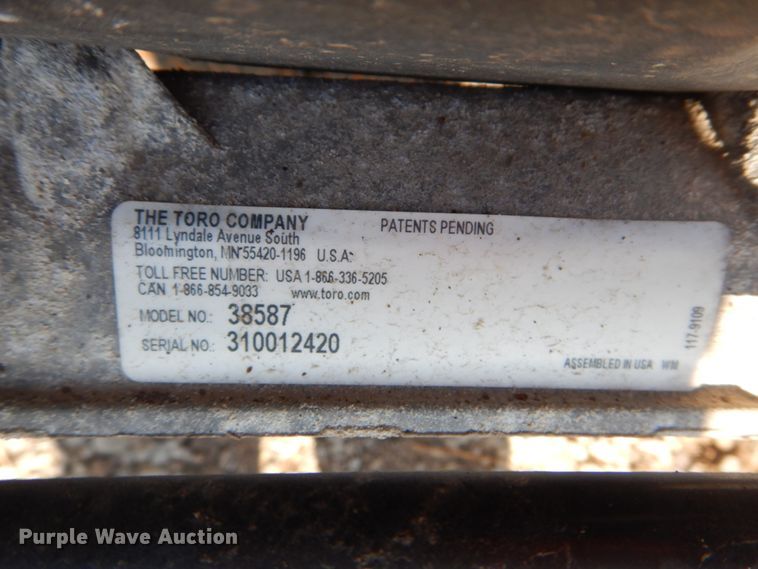 THE TORO COMPANY
8111 Lyndale Avenue South
Bloomington, MN 55420-1196 U.S.A.
PATENTS PENDING
TOLL FREE NUMBER: USA 1-866-336-5205
CAN 1-866-854-9033 www.toro.com
MODEL NO.: 38587
SERIAL NO.: 310012420
ASSEMBLED IN USA WM
117-9109
Purple Wave Auction